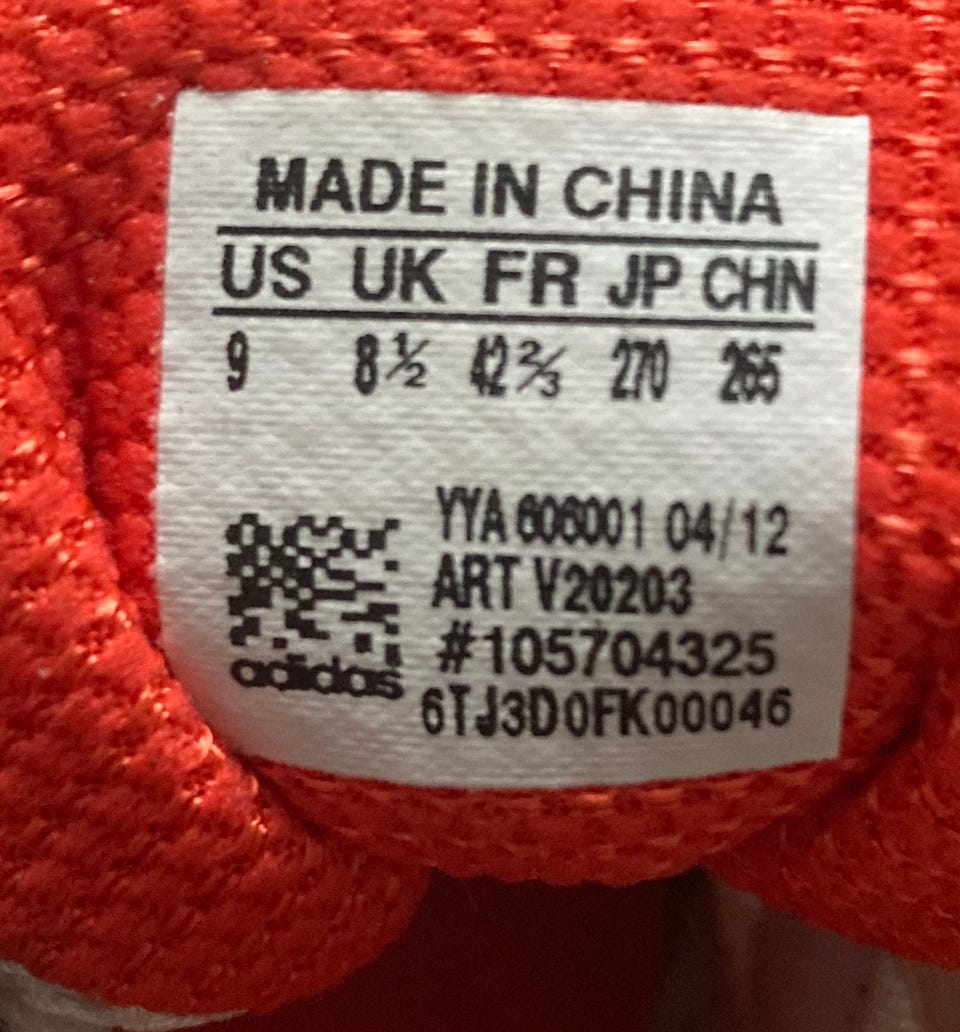 MADE IN CHINA
US UK FR JP CHN
9 8½ 42⅔ 270 265
YYA 606001 04/12
ART V20203
#105704325
adidas
6TJ3D0FK00046